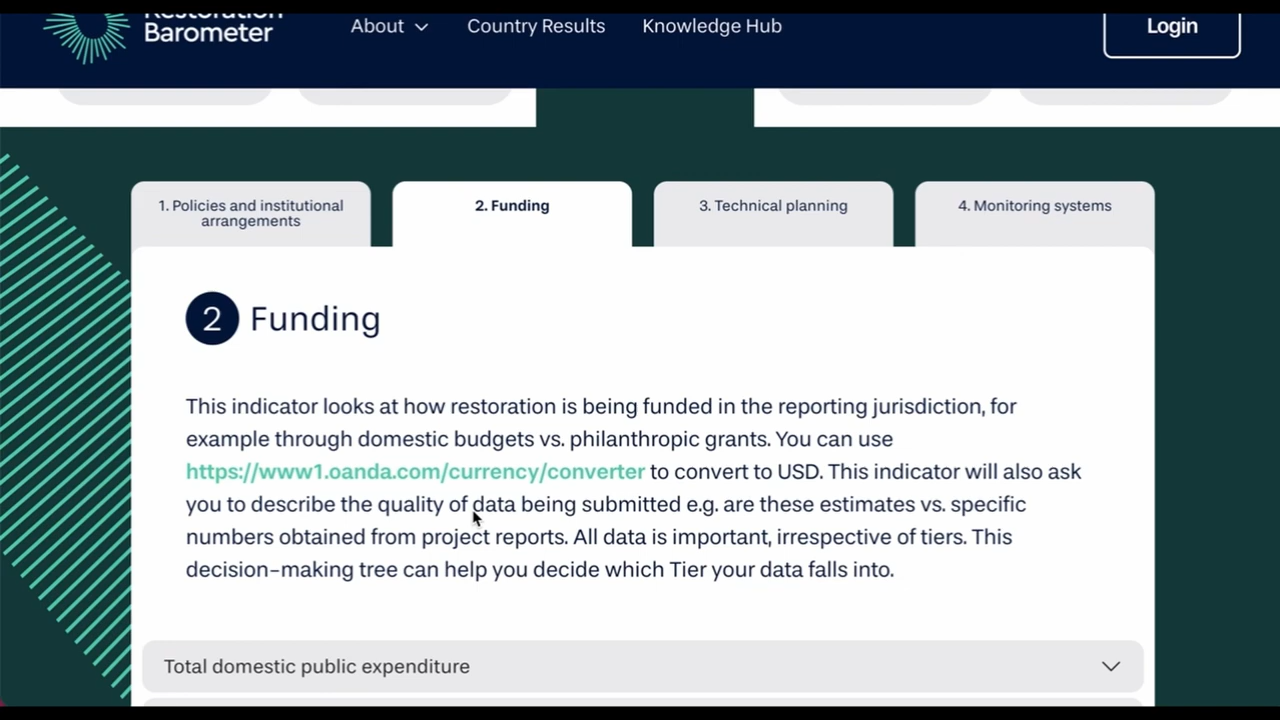 Restoration
Barometer
About
Country Results
Knowledge Hub
Login
1. Policies and institutional
arrangements
2. Funding
3. Technical planning
4. Monitoring systems
2 Funding
This indicator looks at how restoration is being funded in the reporting jurisdiction, for
example through domestic budgets vs. philanthropic grants. You can use
https://www1.oanda.com/currency/converter to convert to USD. This indicator will also ask
you to describe the quality of data being submitted e.g. are these estimates vs. specific
numbers obtained from project reports. All data is important, irrespective of tiers. This
decision-making tree can help you decide which Tier your data falls into.
Total domestic public expenditure